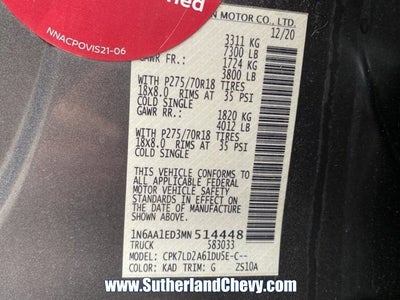 NNACPOVIS21-06
N MOTOR CO., LTD.
12/20
3311 KG
7300 LB
GAWR FR.: 1724 KG
3800 LB
WITH P275/70R18 TIRES
18X8.0 RIMS AT 35 PSI
COLD SINGLE
GAWR RR.: 1820 KG
4012 LB
WITH P275/70R18 TIRES
18X8.0 RIMS AT 35 PSI
COLD SINGLE
THIS VEHICLE CONFORMS
TO ALL APPLICABLE FEDERAL
MOTOR VEHICLE SAFETY
STANDARDS IN EFFECT ON
THE DATE OF MANUFACTURE
SHOWN ABOVE.
1N6AA1ED3MN514448
TRUCK 583033
MODEL: CPK7LD2A61DU5E-C--
COLOR: KAD TRIM: G ZS10A
www.SutherlandChevy.com